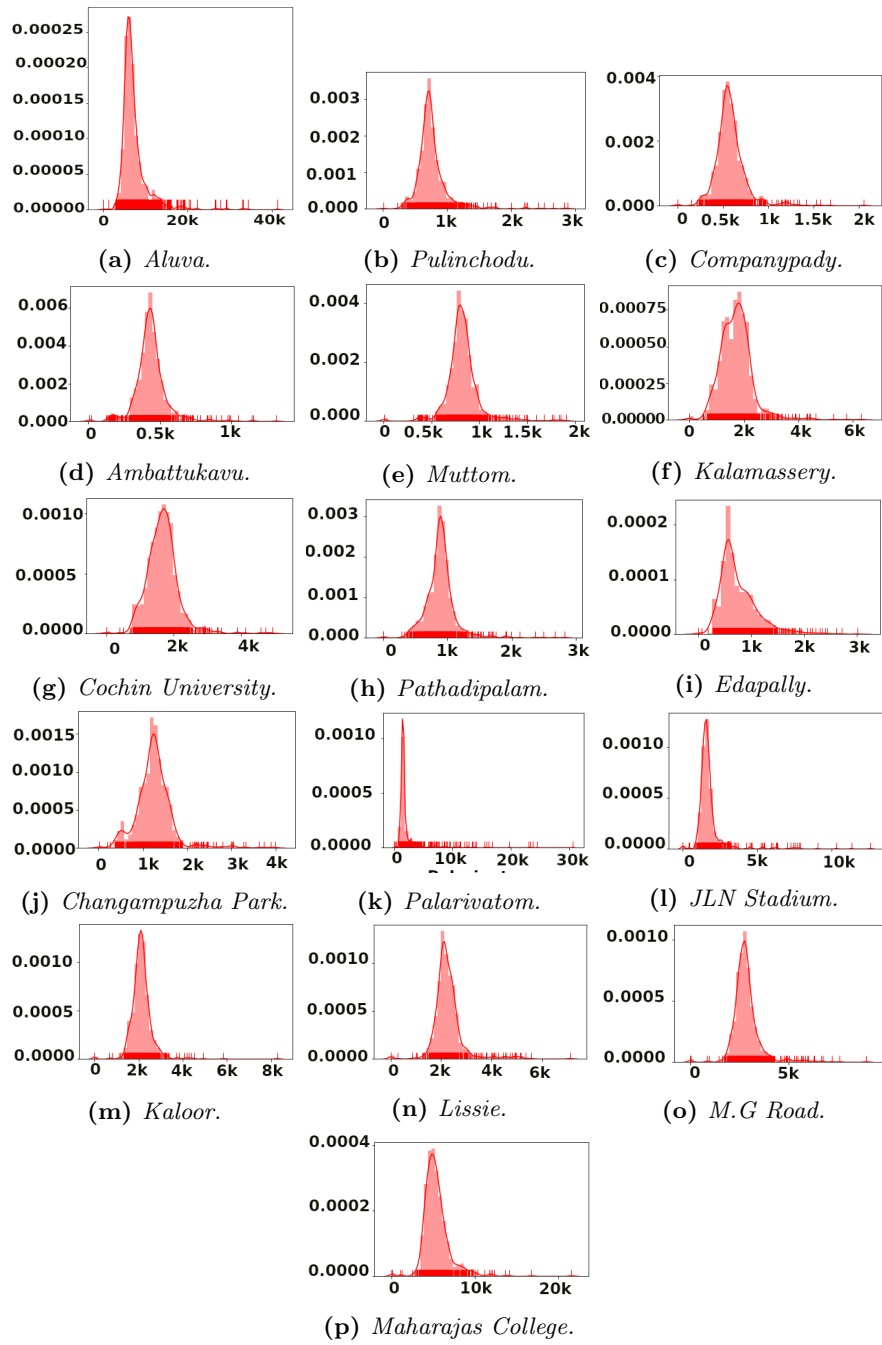 0.00025
0.00020
0.00015
0.00010
0.00005
0.00000
0 20k 40k
(a) Aluva.
0.003
0.002
0.001
0.000
0 1k 2k 3k
(b) Pulinchodu.
0.004
0.002
0.000
0 0.5k 1k 1.5k 2k
(c) Companypady.
0.006
0.004
0.002
0.000
0 0.5k 1k
(d) Ambattukavu.
0.004
0.002
0.000
0 0.5k 1k 1.5k 2k
(e) Muttom.
0.00075
0.00050
0.00025
0.00000
0 2k 4k 6k
(f) Kalamassery.
0.0010
0.0005
0.0000
0 2k 4k
(g) Cochin University.
0.003
0.002
0.001
0.000
0 1k 2k 3k
(h) Pathadipalam.
0.0002
0.0001
0.0000
0 1k 2k 3k
(i) Edapally.
0.0015
0.0010
0.0005
0.0000
0 1k 2k 3k 4k
(j) Changampuzha Park.
0.0010
0.0005
0.0000
0 10k 20k 30k
(k) Palarivatom.
0.0010
0.0005
0.0000
0 5k 10k
(l) JLN Stadium.
0.0010
0.0005
0.0000
0 2k 4k 6k 8k
(m) Kaloor.
0.0010
0.0005
0.0000
0 2k 4k 6k
(n) Lissie.
0.0010
0.0005
0.0000
0 5k
(o) M.G Road.
0.0004
0.0002
0.0000
0 10k 20k
(p) Maharajas College.